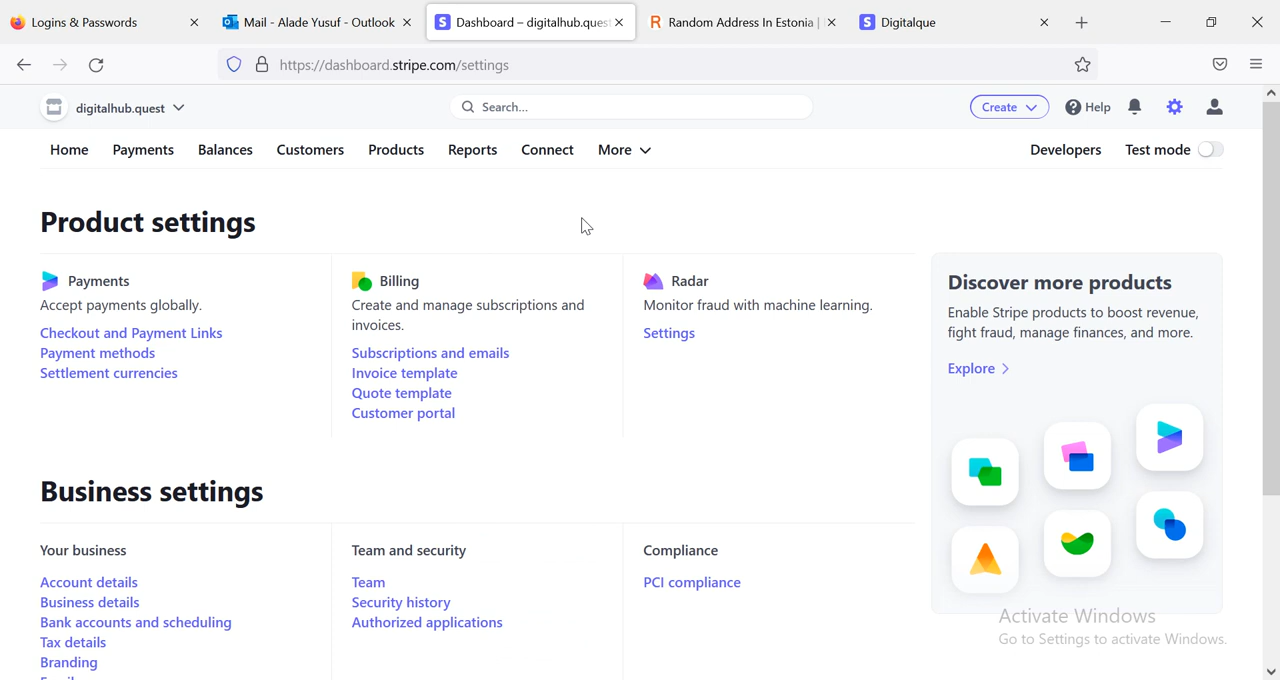 Logins & Passwords
Mail - Alade Yusuf - Outlook
Dashboard – digitalhub.quest
Random Address In Estonia |
Digitalque
https://dashboard.stripe.com/settings
digitalhub.quest
Search...
Create
Help
Home Payments Balances Customers Products Reports Connect More
Developers Test mode
Product settings
Payments
Accept payments globally.
Checkout and Payment Links
Payment methods
Settlement currencies
Billing
Create and manage subscriptions and
invoices.
Subscriptions and emails
Invoice template
Quote template
Customer portal
Radar
Monitor fraud with machine learning.
Settings
Discover more products
Enable Stripe products to boost revenue,
fight fraud, manage finances, and more.
Explore
Business settings
Your business
Account details
Business details
Bank accounts and scheduling
Tax details
Branding
Team and security
Team
Security history
Authorized applications
Compliance
PCI compliance
Activate Windows
Go to Settings to activate Windows.